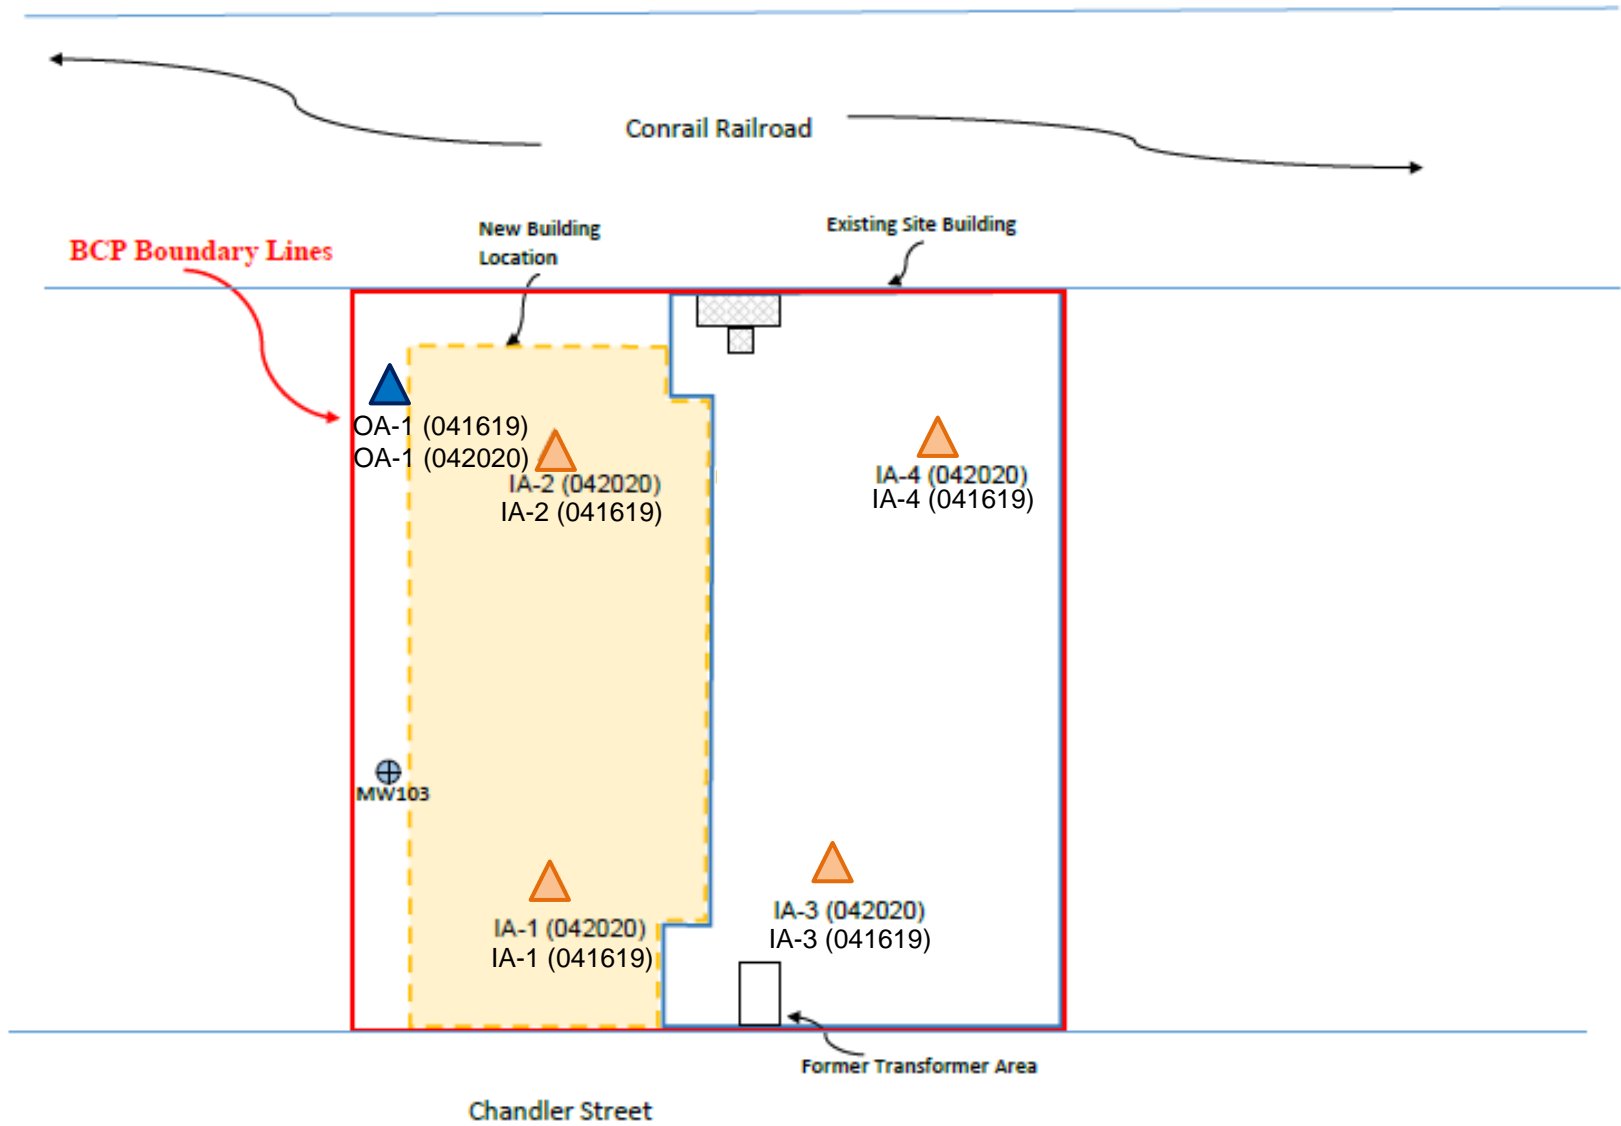 Conrail Railroad
New Building
Location
Existing Site Building
BCP Boundary Lines
OA-1 (041619)
OA-1 (042020)
IA-2 (042020)
IA-2 (041619)
IA-4 (042020)
IA-4 (041619)
MW103
IA-1 (042020)
IA-1 (041619)
IA-3 (042020)
IA-3 (041619)
Former Transformer Area
Chandler Street